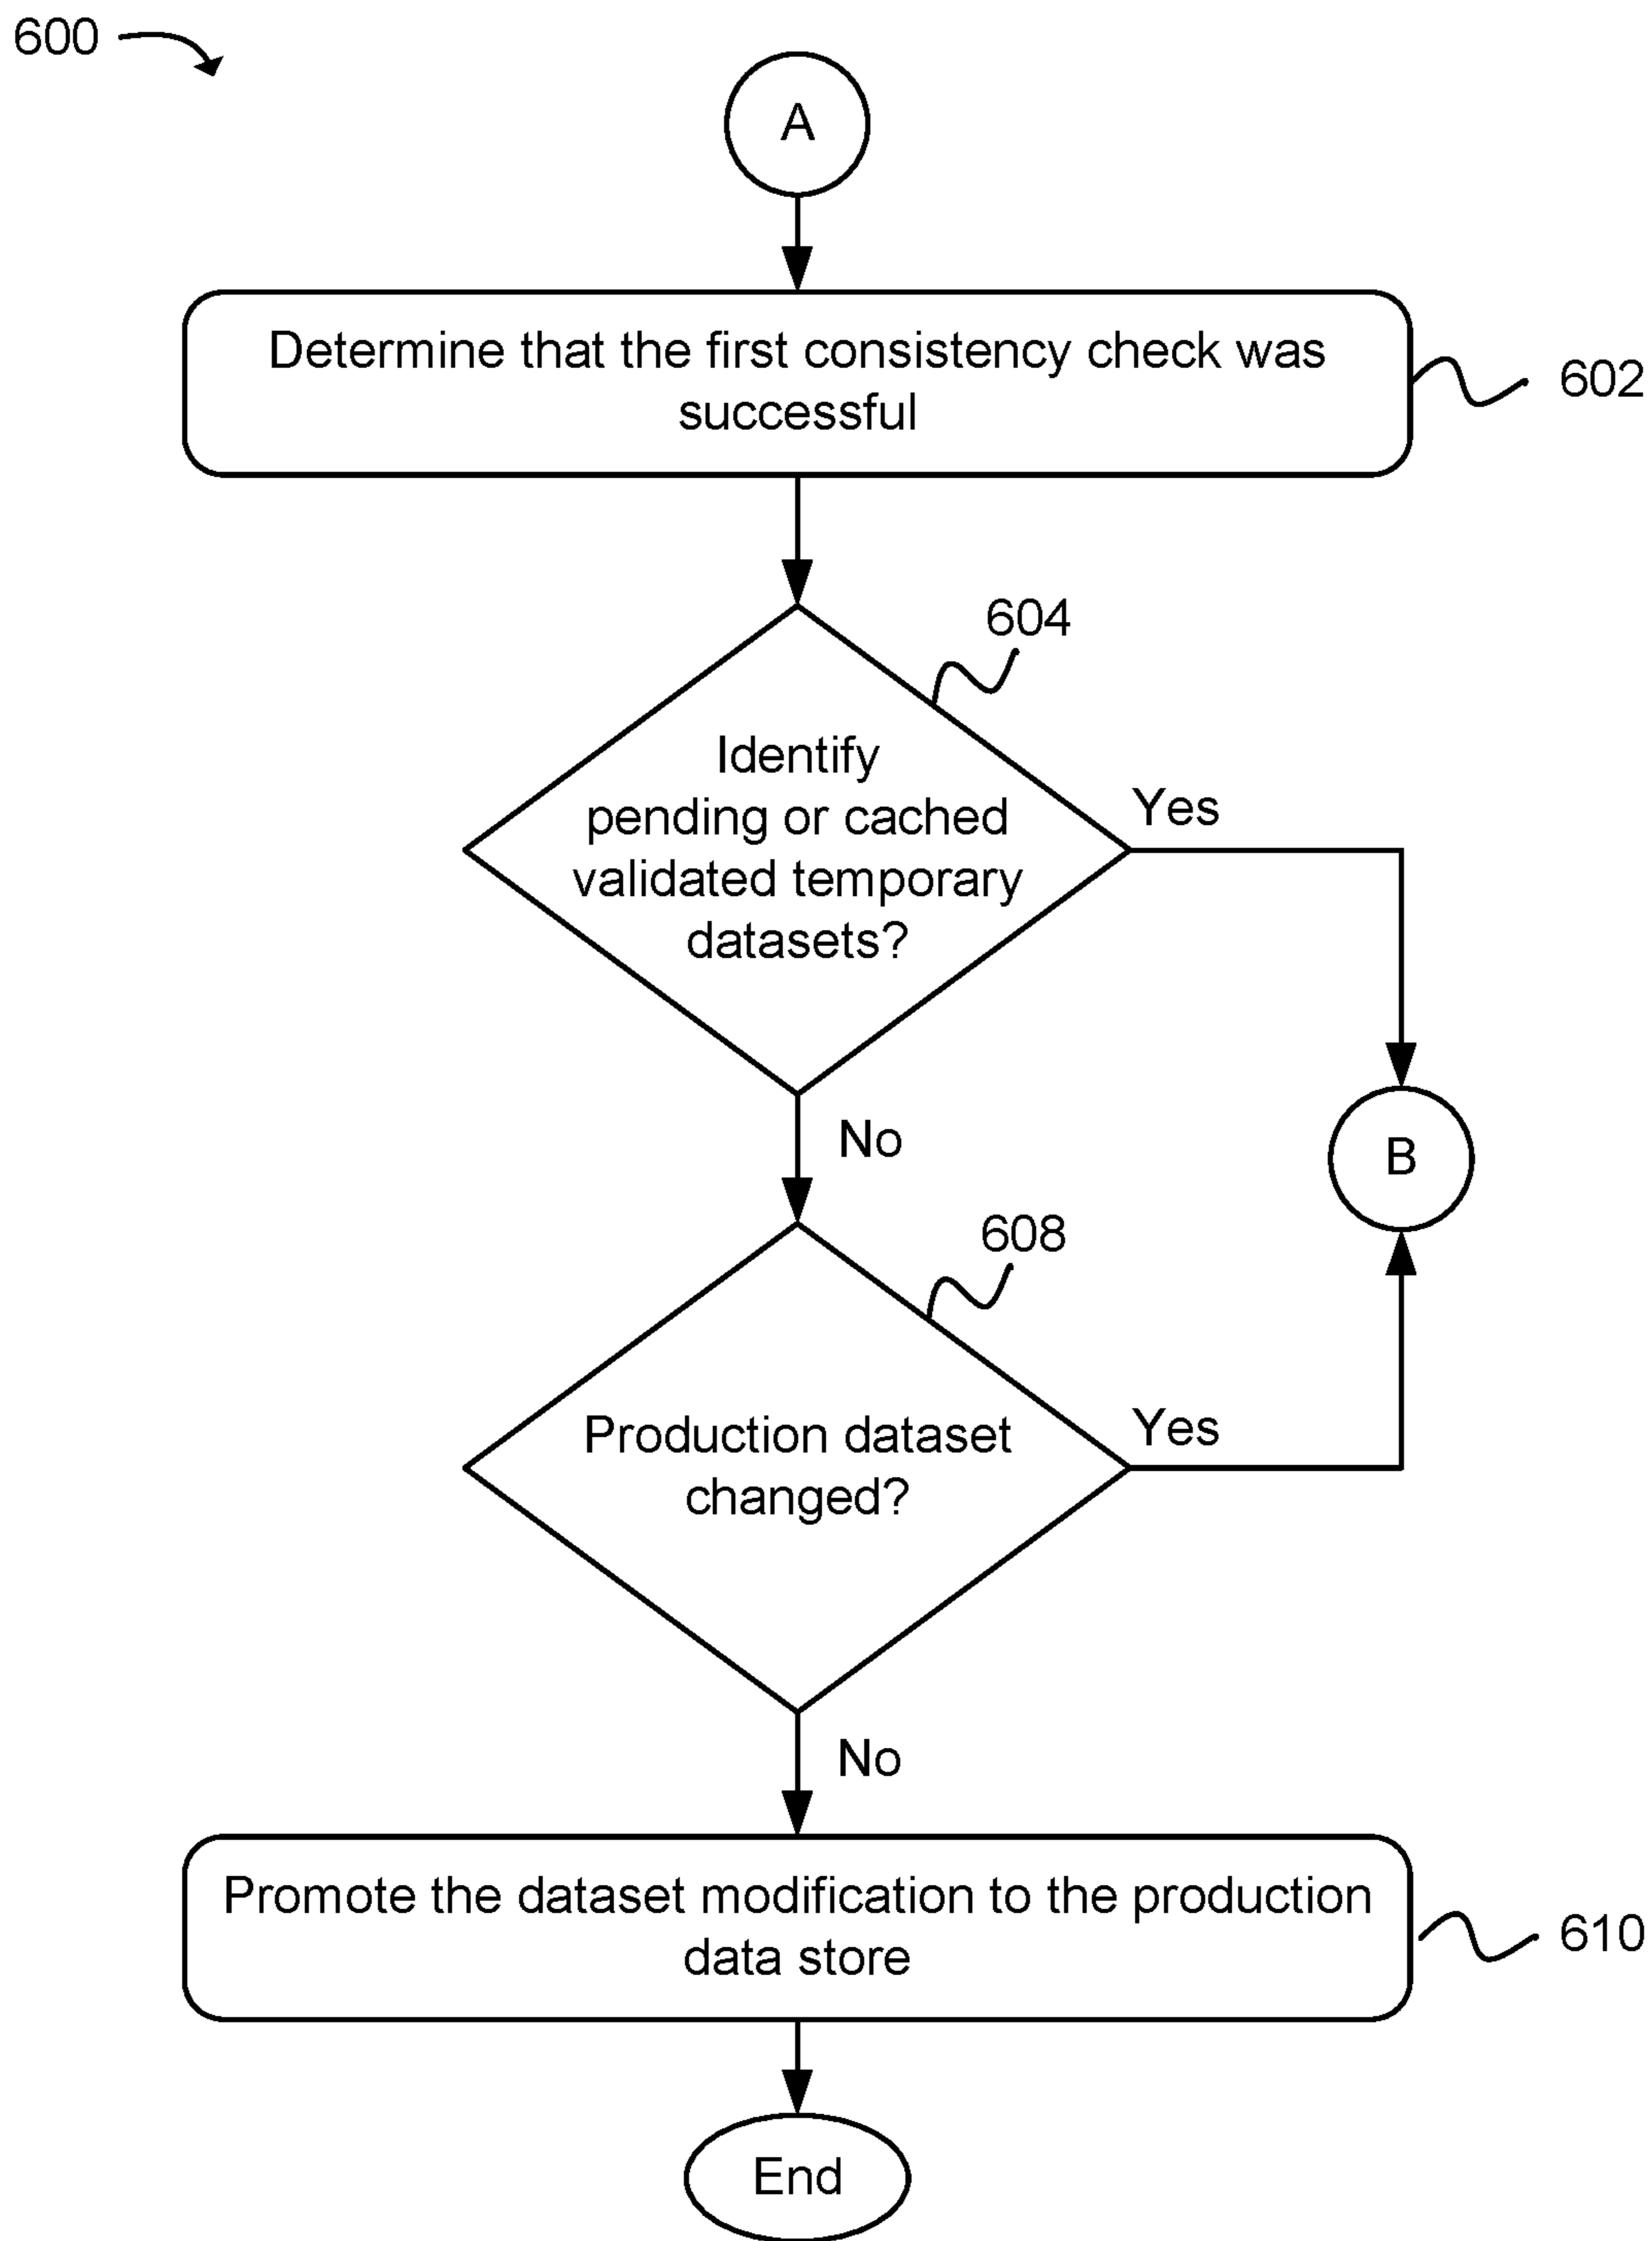 600
A
Determine that the first consistency check was
successful
602
604
Identify
pending or cached
validated temporary
datasets?
Yes
No
B
608
Production dataset
changed?
Yes
No
Promote the dataset modification to the production
data store
610
End